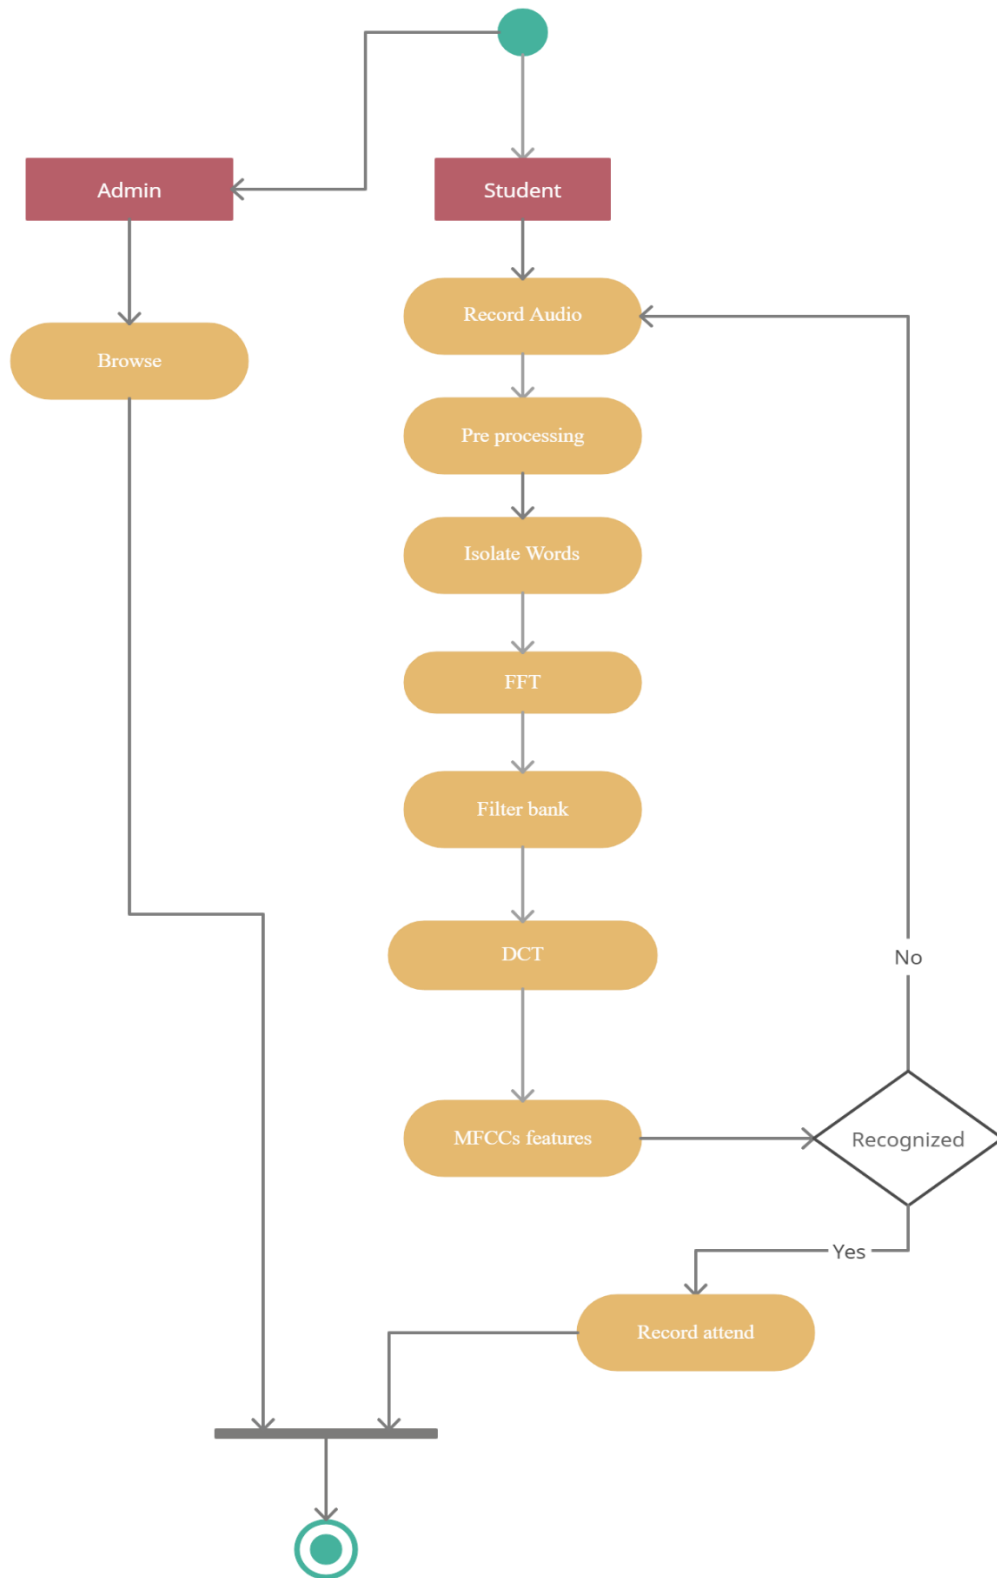 Admin
Student
Record Audio
Browse
Pre processing
Isolate Words
FFT
Filter bank
DCT
No
MFCCs features
Recognized
Yes
Record attend